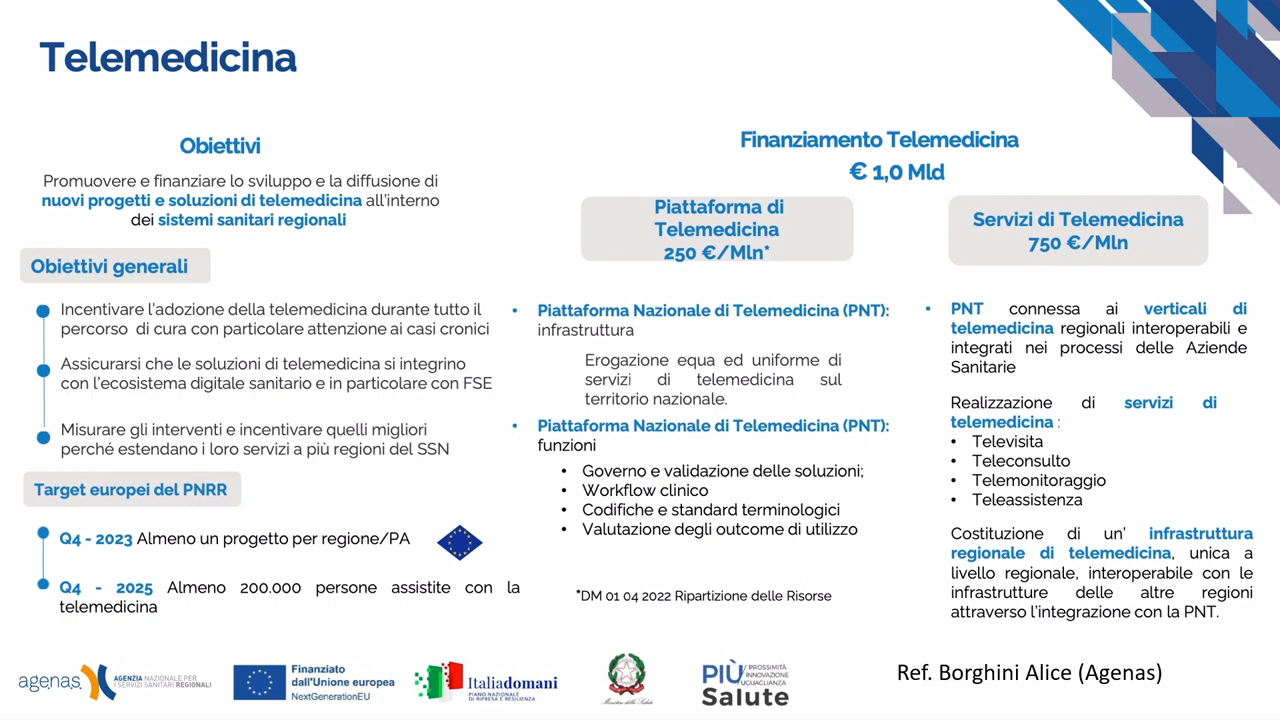 Telemedicina
Obiettivi
Promuovere e finanziare lo sviluppo e la diffusione di
nuovi progetti e soluzioni di telemedicina all'interno
dei sistemi sanitari regionali
Obiettivi generali
Incentivare l'adozione della telemedicina durante tutto il
percorso di cura con particolare attenzione ai casi cronici
Assicurarsi che le soluzioni di telemedicina si integrino
con l'ecosistema digitale sanitario e in particolare con FSE
Misurare gli interventi e incentivare quelli migliori
perché estendano i loro servizi a più regioni del SSN
Target europei del PNRR
Q4 - 2023 Almeno un progetto per regione/PA
Q4 - 2025 Almeno 200.000 persone assistite con la
telemedicina
Finanziamento Telemedicina
€ 1,0 Mld
Piattaforma di
Telemedicina
250 €/Mln*
• Piattaforma Nazionale di Telemedicina (PNT):
infrastruttura
Erogazione equa ed uniforme di
servizi di telemedicina sul
territorio nazionale.
• Piattaforma Nazionale di Telemedicina (PNT):
funzioni
• Governo e validazione delle soluzioni;
• Workflow clinico
• Codifiche e standard terminologici
• Valutazione degli outcome di utilizzo
*DM 01 04 2022 Ripartizione delle Risorse
Servizi di Telemedicina
750 €/Mln
• PNT connessa ai verticali di
telemedicina regionali interoperabili e
integrati nei processi delle Aziende
Sanitarie
Realizzazione di servizi di
telemedicina :
• Televisita
• Teleconsulto
• Telemonitoraggio
• Teleassistenza
Costituzione di un' infrastruttura
regionale di telemedicina, unica a
livello regionale, interoperabile con le
infrastrutture delle altre regioni
attraverso l'integrazione con la PNT.
agenas
AGENZIA NAZIONALE PER
I SERVIZI SANITARI REGIONALI
Finanziato
dall'Unione europea
NextGenerationEU
Italiadomani
PIANO NAZIONALE
DI RIPRESA E RESILIENZA
Ministero della Salute
PIÙ
PROSSIMITÀ
INNOVAZIONE
UGUAGLIANZA
Salute
Ref. Borghini Alice (Agenas)